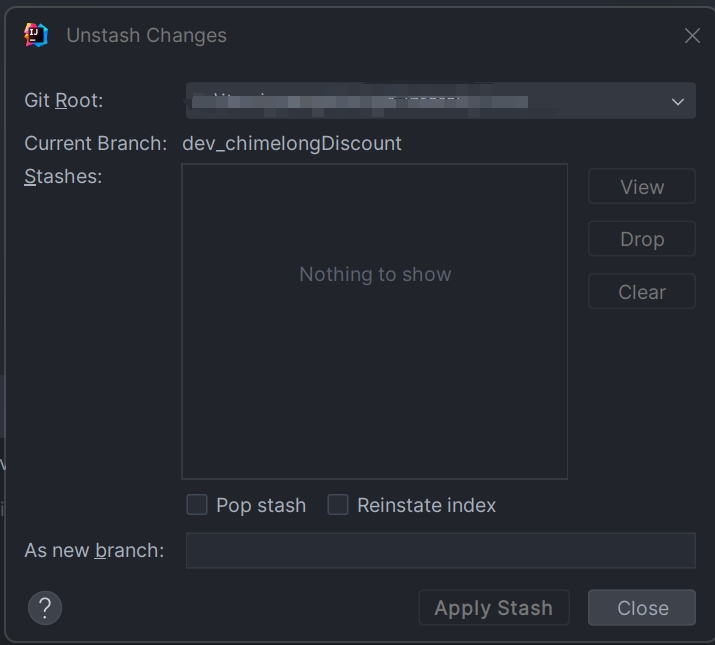 IJ
Unstash Changes
Git Root:
Current Branch: dev_chimelongDiscount
Stashes:
View
Nothing to show
Drop
Clear
Pop stash Reinstate index
As new branch:
? Apply Stash Close